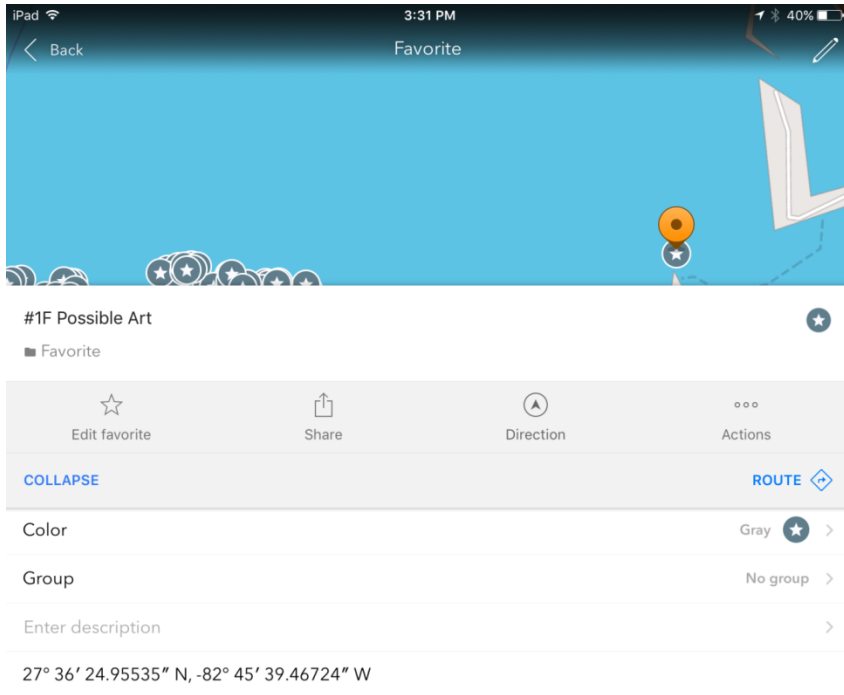 iPad 3:31 PM 40%
Back Favorite
#1F Possible Art
Favorite
Edit favorite Share Direction Actions
COLLAPSE ROUTE
Color Gray
Group No group
Enter description
27° 36′ 24.95535″ N, -82° 45′ 39.46724″ W